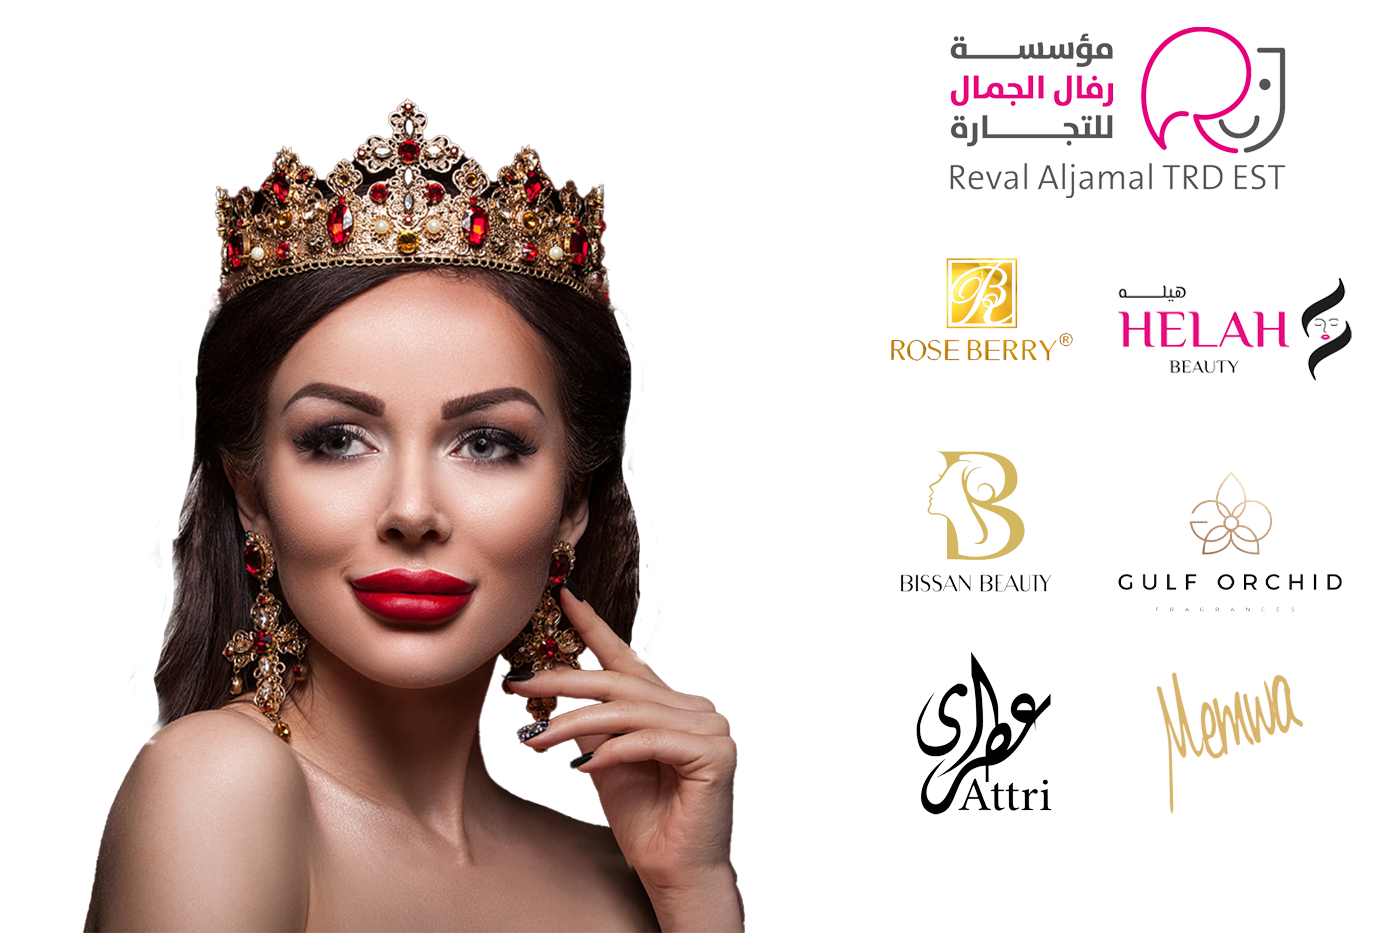 مؤسسة
رفال الجمال
للتجارة
Reval Aljamal TRD EST
ROSE BERRY®
هيله
HELAH
BEAUTY
BISSAN BEAUTY
GULF ORCHID
FRAGRANCES
عطري
Attri
Memwa